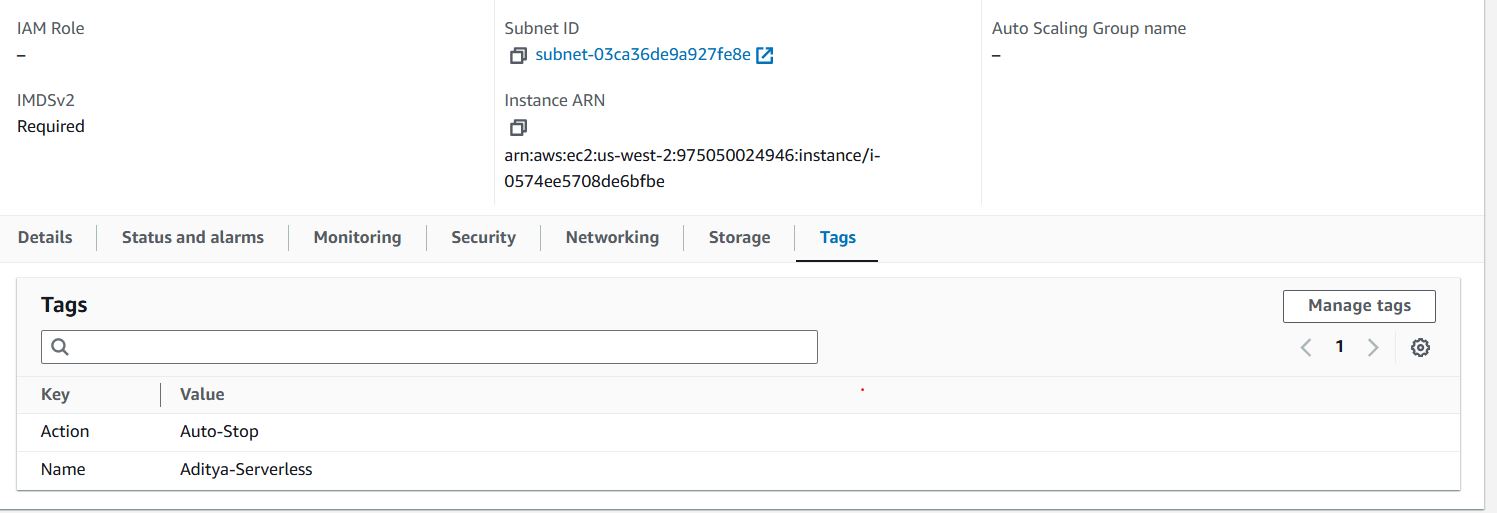 IAM Role
–
Subnet ID
subnet-03ca36de9a927fe8e
Auto Scaling Group name
–
IMDSv2
Required
Instance ARN
arn:aws:ec2:us-west-2:975050024946:instance/i-
0574ee5708de6bfbe
Details
Status and alarms
Monitoring
Security
Networking
Storage
Tags
Tags
Manage tags
1
Key
Value
Action
Auto-Stop
Name
Aditya-Serverless